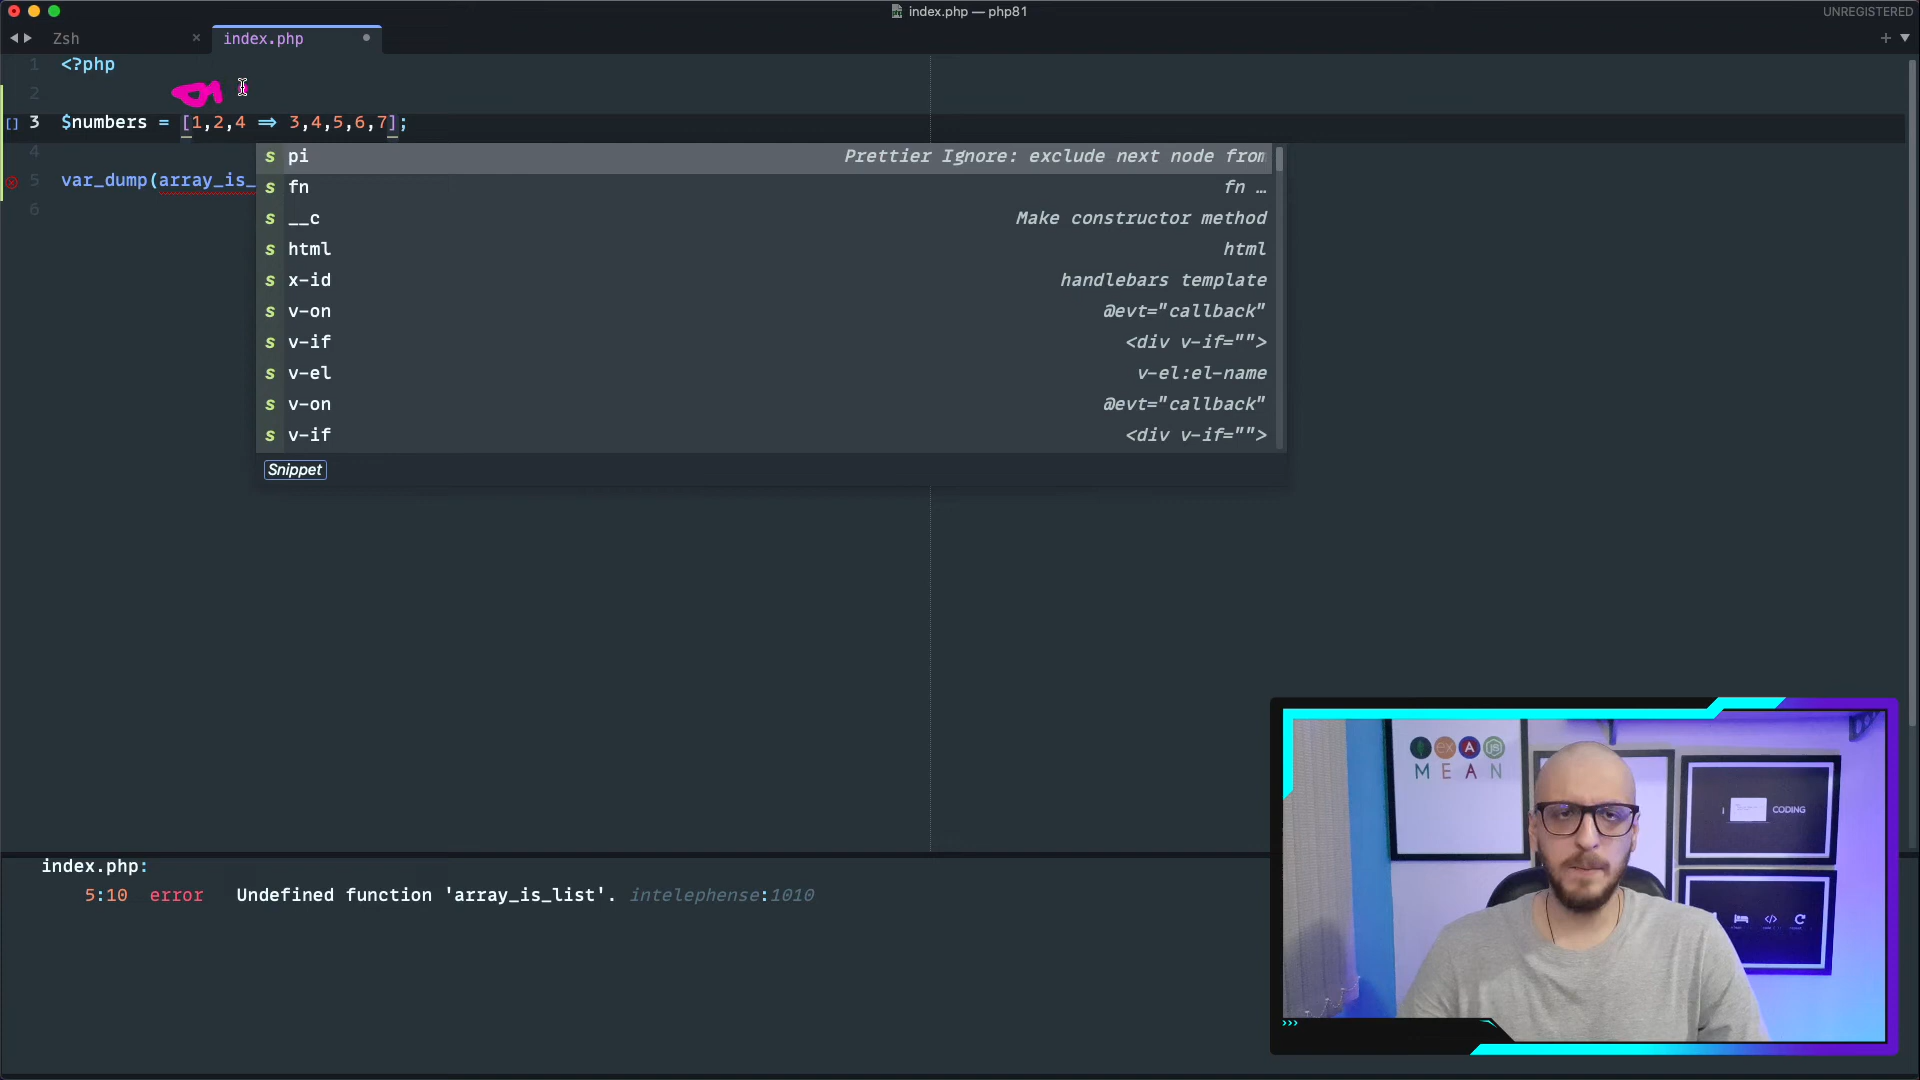 index.php — php81
UNREGISTERED
Zsh
index.php
1 <?php
2
3 $numbers = [1,2,4 => 3,4,5,6,7];
4
5 var_dump(array_is_
6
s pi Prettier Ignore: exclude next node from
s fn fn …
s __c Make constructor method
s html html
s x-id handlebars template
s v-on @evt="callback"
s v-if <div v-if="">
s v-el v-el:el-name
s v-on @evt="callback"
s v-if <div v-if="">
Snippet
index.php:
5:10 error Undefined function 'array_is_list'. intelephense:1010
ex A JS
MEAN
CODING
</>
›››